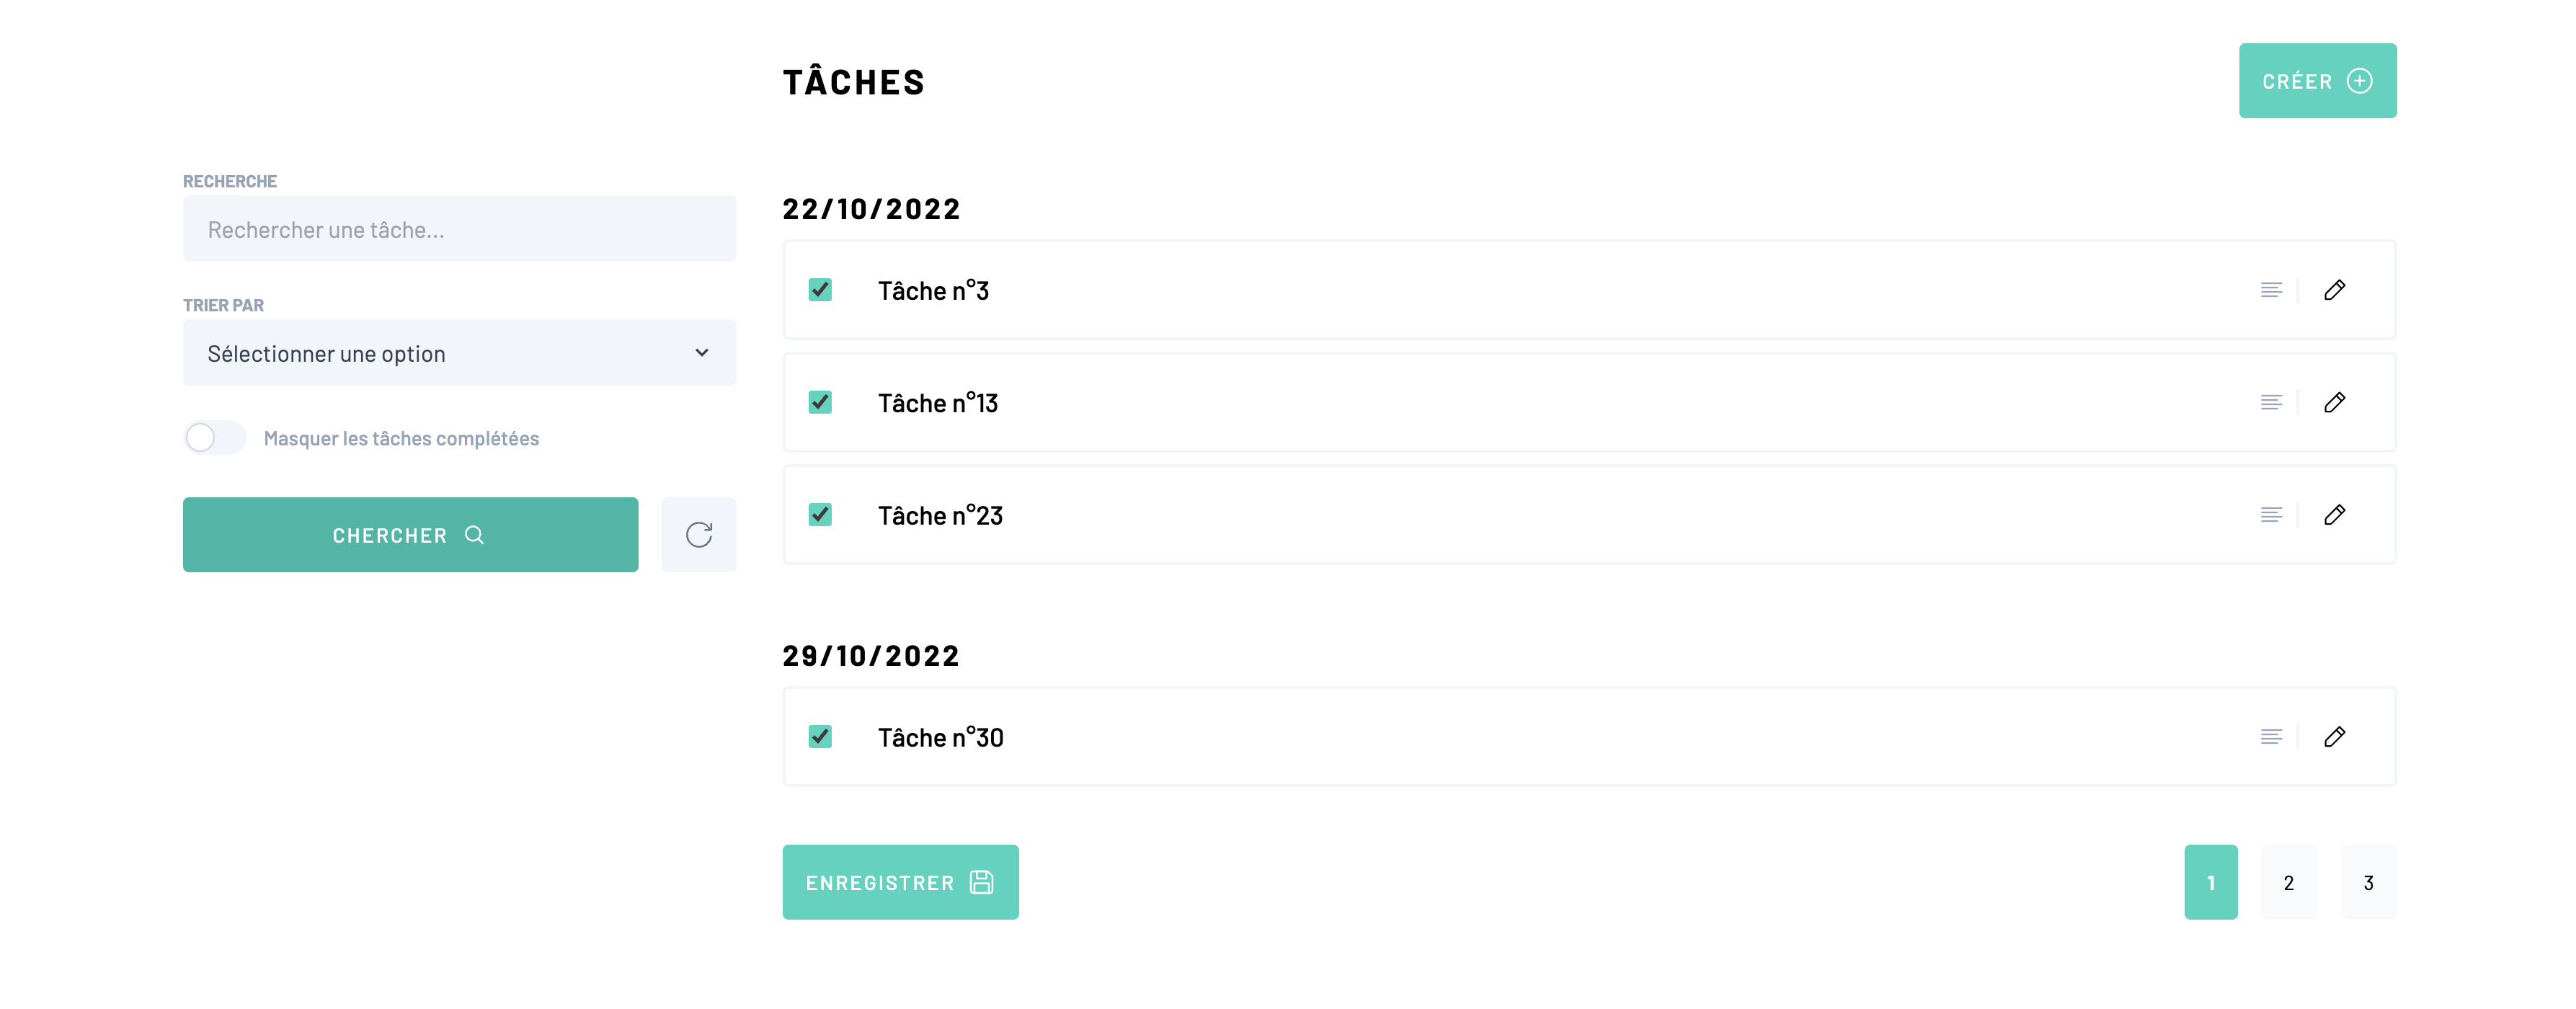 TÂCHES
CRÉER
RECHERCHE
Rechercher une tâche...
TRIER PAR
Sélectionner une option
Masquer les tâches complétées
CHERCHER
22/10/2022
Tâche n°3
Tâche n°13
Tâche n°23
29/10/2022
Tâche n°30
ENREGISTRER
1
2
3